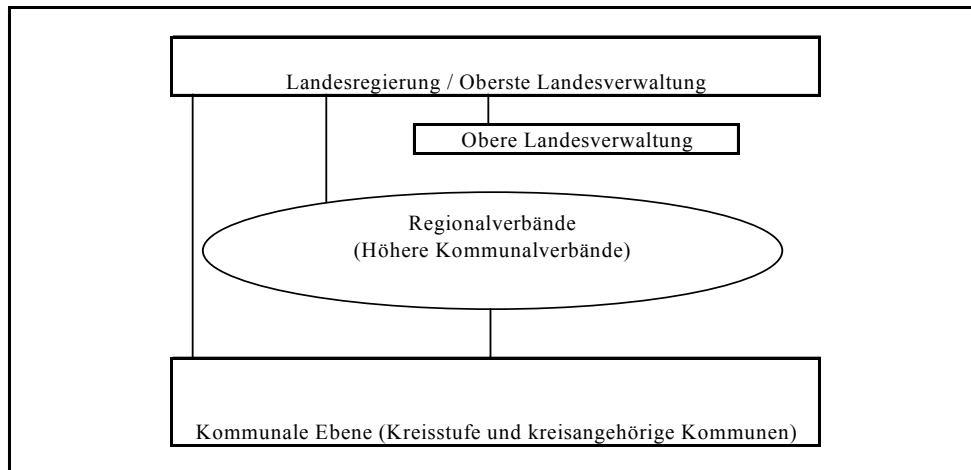 Landesregierung / Oberste Landesverwaltung
Obere Landesverwaltung
Regionalverbände
(Höhere Kommunalverbände)
Kommunale Ebene (Kreisstufe und kreisangehörige Kommunen)